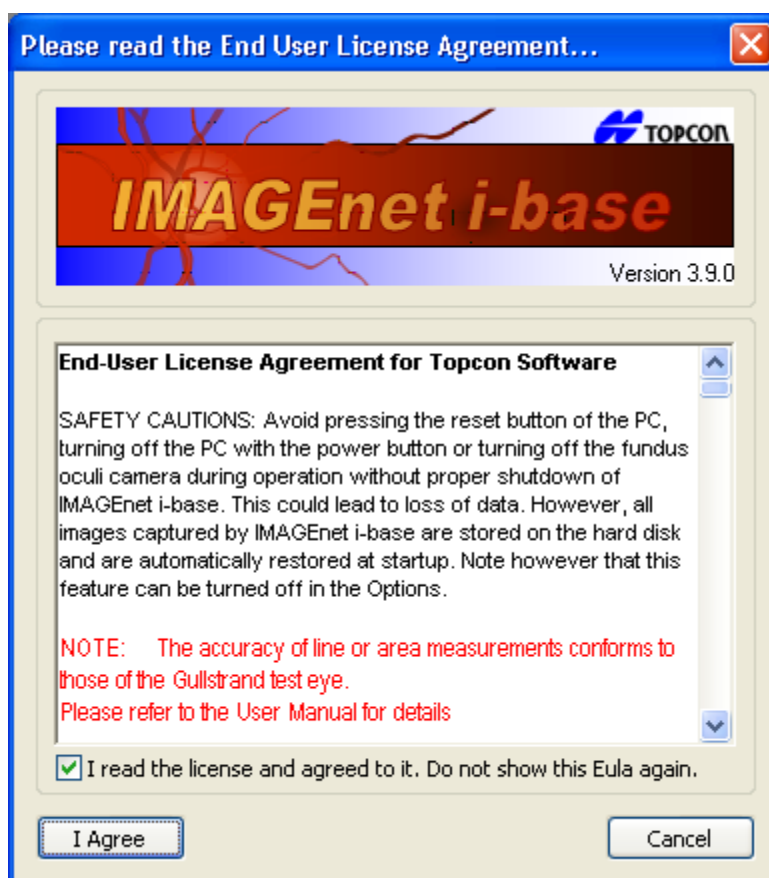 Please read the End User License Agreement...
TOPCON
IMAGEnet i-base
Version 3.9.0
End-User License Agreement for Topcon Software
SAFETY CAUTIONS: Avoid pressing the reset button of the PC,
turning off the PC with the power button or turning off the fundus
oculi camera during operation without proper shutdown of
IMAGEnet i-base. This could lead to loss of data. However, all
images captured by IMAGEnet i-base are stored on the hard disk
and are automatically restored at startup. Note however that this
feature can be turned off in the Options.
NOTE: The accuracy of line or area measurements conforms to
those of the Gullstrand test eye.
Please refer to the User Manual for details
I read the license and agreed to it. Do not show this Eula again.
I Agree
Cancel